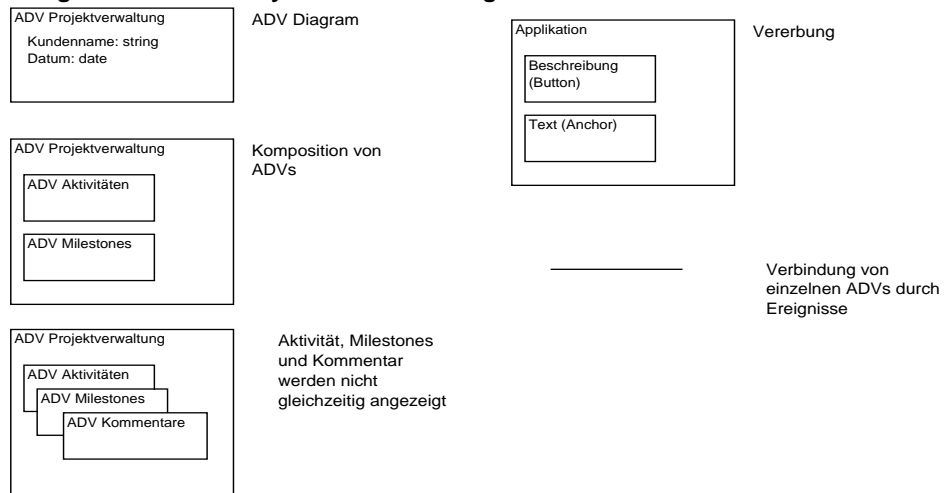 ADV Projektverwaltung
Kundenname: string
Datum: date
ADV Diagram
ADV Projektverwaltung
ADV Aktivitäten
ADV Milestones
Komposition von
ADVs
ADV Projektverwaltung
ADV Aktivitäten
ADV Milestones
ADV Kommentare
Aktivität, Milestones
und Kommentar
werden nicht
gleichzeitig angezeigt
Applikation
Beschreibung
(Button)
Text (Anchor)
Vererbung
Verbindung von
einzelnen ADVs durch
Ereignisse